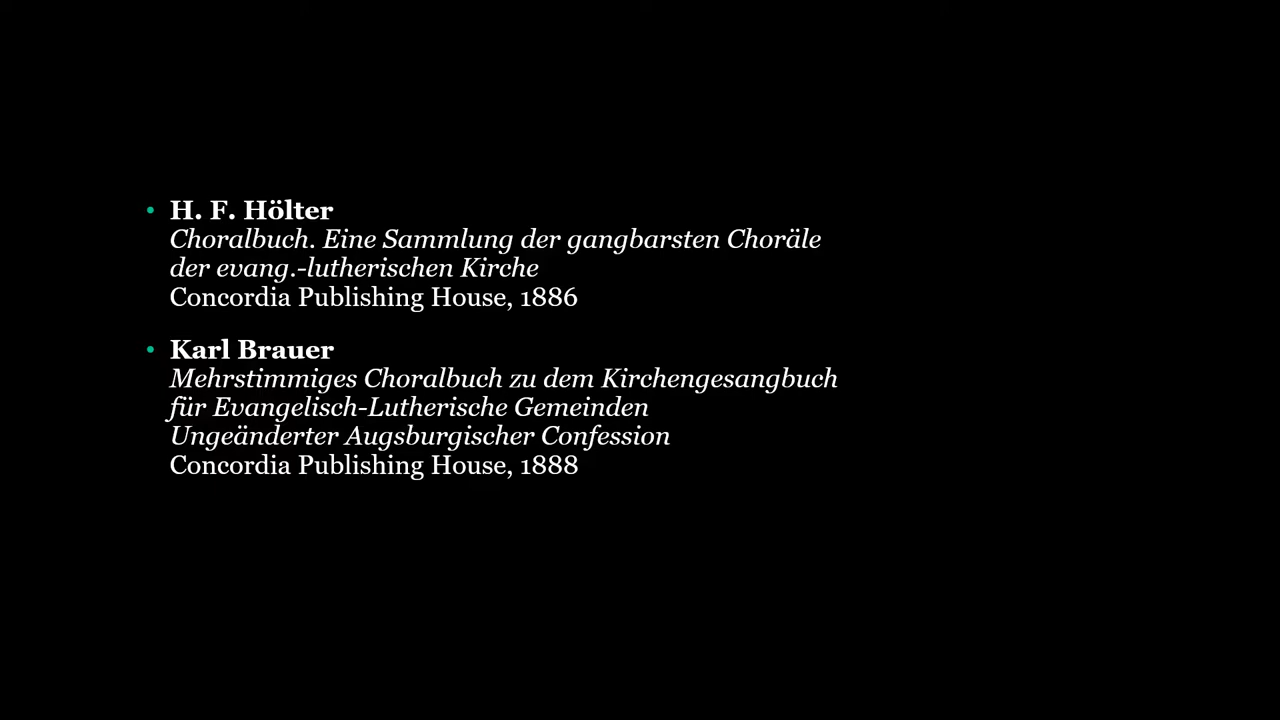 • H. F. Hölter
Choralbuch. Eine Sammlung der gangbarsten Choräle
der evang.-lutherischen Kirche
Concordia Publishing House, 1886
• Karl Brauer
Mehrstimmiges Choralbuch zu dem Kirchengesangbuch
für Evangelisch-Lutherische Gemeinden
Ungeänderter Augsburgischer Confession
Concordia Publishing House, 1888